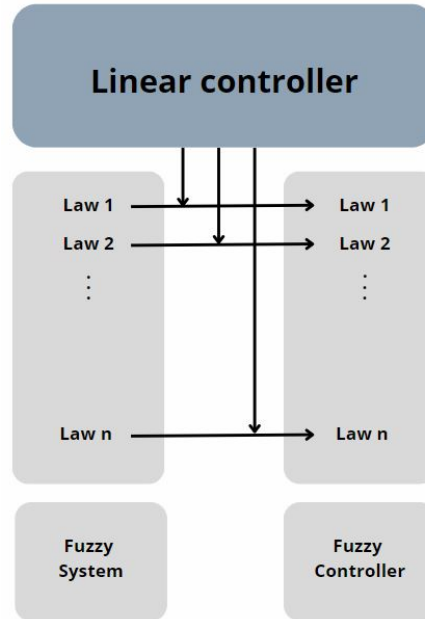 Linear controller
Law 1
Law 1
Law 2
Law 2
Law n
Law n
Fuzzy
System
Fuzzy
Controller